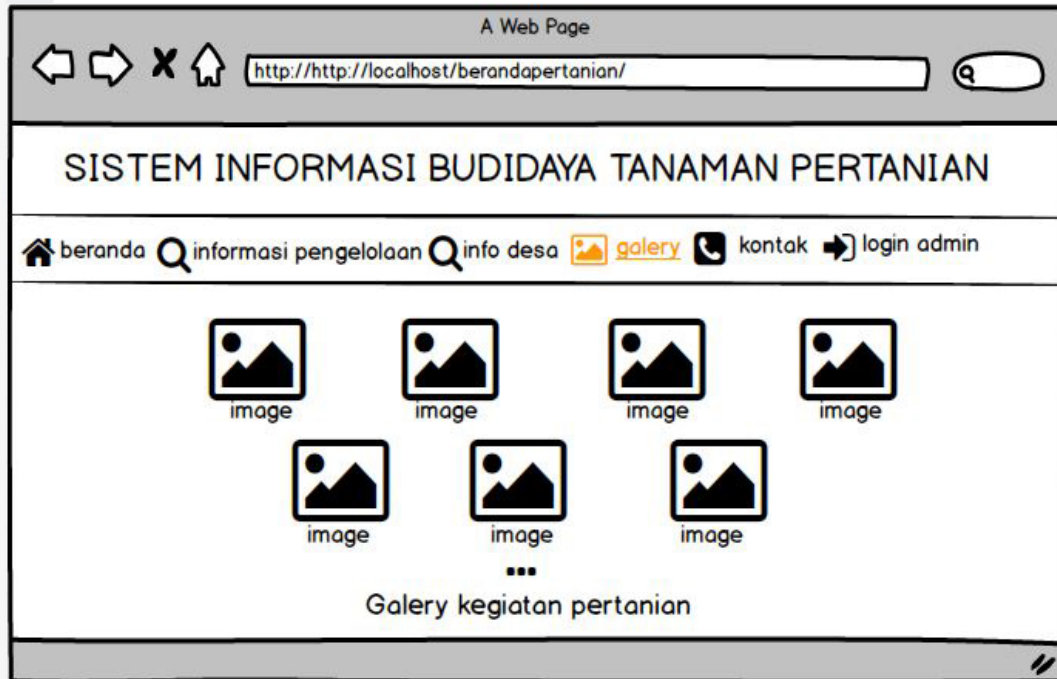 A Web Page
http://http://localhost/berandapertanian/
SISTEM INFORMASI BUDIDAYA TANAMAN PERTANIAN
beranda informasi pengelolaan info desa galery kontak login admin
image image image image
image image image
...
Galery kegiatan pertanian